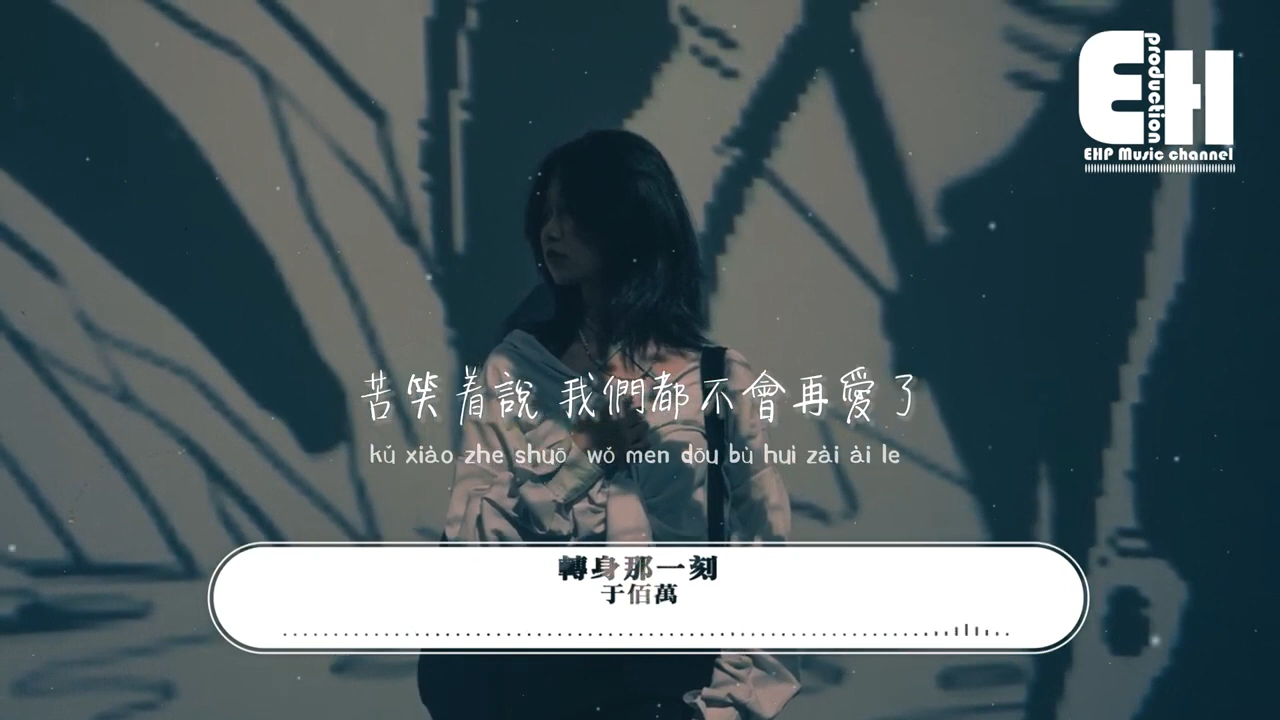 EH
production
EHP Music channel
苦笑着說 我們都不會再愛了
kǔ xiào zhe shuō wǒ men dōu bù huì zài ài le
轉身那一刻
于佰萬